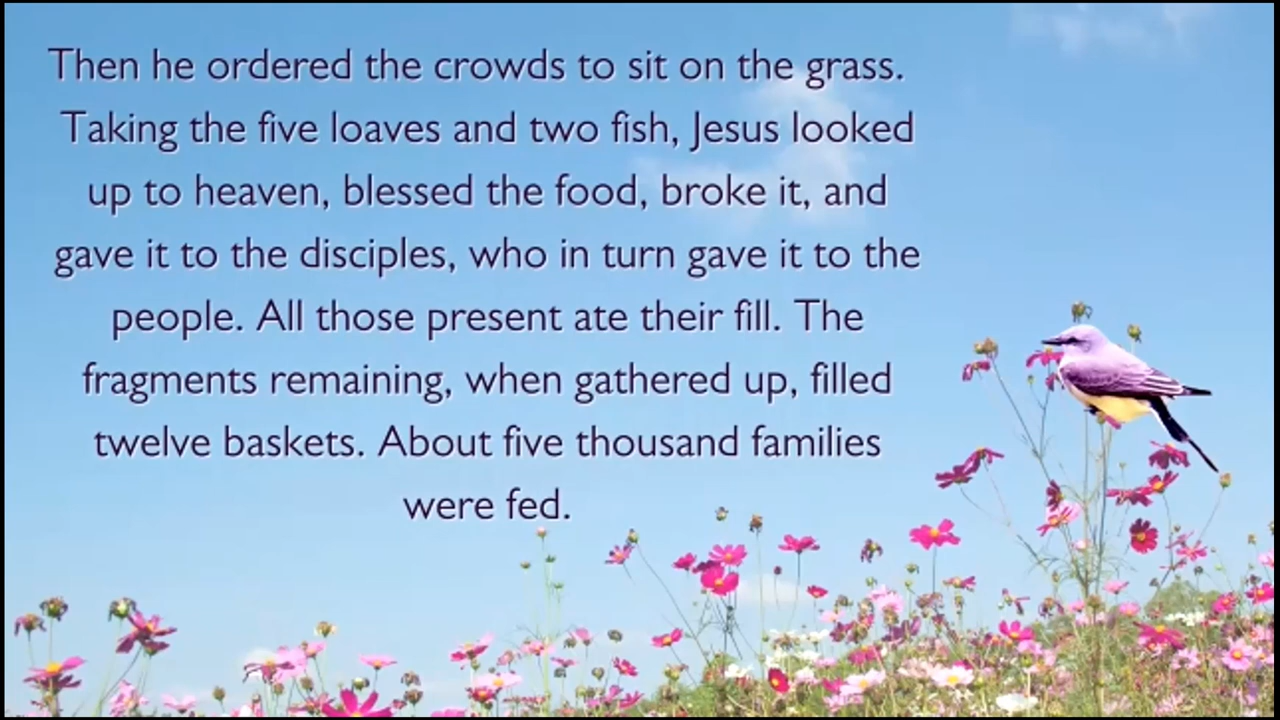 Then he ordered the crowds to sit on the grass.
Taking the five loaves and two fish, Jesus looked
up to heaven, blessed the food, broke it, and
gave it to the disciples, who in turn gave it to the
people. All those present ate their fill. The
fragments remaining, when gathered up, filled
twelve baskets. About five thousand families
were fed.